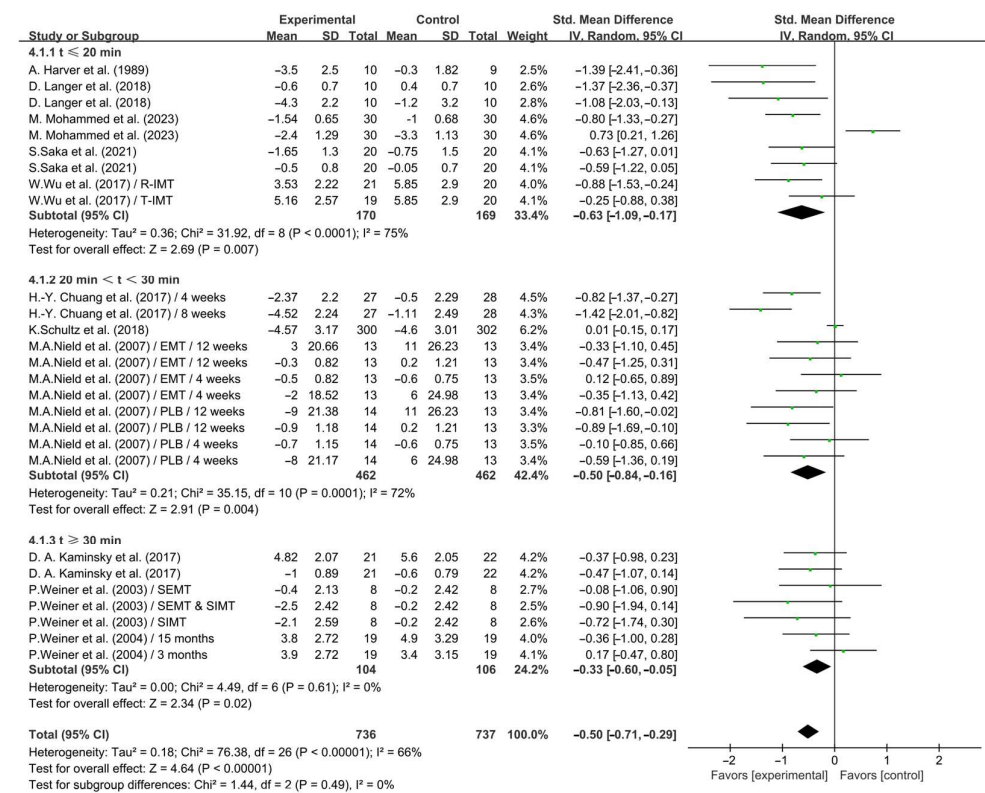 Experimental Control Std. Mean Difference Std. Mean Difference
Study or Subgroup Mean SD Total Mean SD Total Weight IV. Random. 95% CI IV. Random. 95% CI
4.1.1 t ⩽ 20 min
A. Harver et al. (1989) −3.5 2.5 10 −0.3 1.82 9 2.5% −1.39 [−2.41, −0.36]
D. Langer et al. (2018) −0.6 0.7 10 0.4 0.7 10 2.6% −1.37 [−2.36, −0.37]
D. Langer et al. (2018) −4.3 2.2 10 −1.2 3.2 10 2.8% −1.08 [−2.03, −0.13]
M. Mohammed et al. (2023) −1.54 0.65 30 −1 0.68 30 4.6% −0.80 [−1.33, −0.27]
M. Mohammed et al. (2023) −2.4 1.29 30 −3.3 1.13 30 4.6% 0.73 [0.21, 1.26]
S.Saka et al. (2021) −1.65 1.3 20 −0.75 1.5 20 4.1% −0.63 [−1.27, 0.01]
S.Saka et al. (2021) −0.5 0.8 20 −0.05 0.7 20 4.1% −0.59 [−1.22, 0.05]
W.Wu et al. (2017) / R-IMT 3.53 2.22 21 5.85 2.9 20 4.0% −0.88 [−1.53, −0.24]
W.Wu et al. (2017) / T-IMT 5.16 2.57 19 5.85 2.9 20 4.1% −0.25 [−0.88, 0.38]
Subtotal (95% CI) 170 169 33.4% −0.63 [−1.09, −0.17]
Heterogeneity: Tau² = 0.36; Chi² = 31.92, df = 8 (P < 0.0001); I² = 75%
Test for overall effect: Z = 2.69 (P = 0.007)
4.1.2 20 min < t < 30 min
H.-Y. Chuang et al. (2017) / 4 weeks −2.37 2.2 27 −0.5 2.29 28 4.5% −0.82 [−1.37, −0.27]
H.-Y. Chuang et al. (2017) / 8 weeks −4.52 2.24 27 −1.11 2.49 28 4.3% −1.42 [−2.01, −0.82]
K.Schultz et al. (2018) −4.57 3.17 300 −4.6 3.01 302 6.2% 0.01 [−0.15, 0.17]
M.A.Nield et al. (2007) / EMT / 12 weeks 3 20.66 13 11 26.23 13 3.4% −0.33 [−1.10, 0.45]
M.A.Nield et al. (2007) / EMT / 12 weeks −0.3 0.82 13 0.2 1.21 13 3.4% −0.47 [−1.25, 0.31]
M.A.Nield et al. (2007) / EMT / 4 weeks −0.5 0.82 13 −0.6 0.75 13 3.4% 0.12 [−0.65, 0.89]
M.A.Nield et al. (2007) / EMT / 4 weeks −2 18.52 13 6 24.98 13 3.4% −0.35 [−1.13, 0.42]
M.A.Nield et al. (2007) / PLB / 12 weeks −9 21.38 14 11 26.23 13 3.4% −0.81 [−1.60, −0.02]
M.A.Nield et al. (2007) / PLB / 12 weeks −0.9 1.18 14 0.2 1.21 13 3.3% −0.89 [−1.69, −0.10]
M.A.Nield et al. (2007) / PLB / 4 weeks −0.7 1.15 14 −0.6 0.75 13 3.5% −0.10 [−0.85, 0.66]
M.A.Nield et al. (2007) / PLB / 4 weeks −8 21.17 14 6 24.98 13 3.4% −0.59 [−1.36, 0.19]
Subtotal (95% CI) 462 462 42.4% −0.50 [−0.84, −0.16]
Heterogeneity: Tau² = 0.21; Chi² = 35.15, df = 10 (P = 0.0001); I² = 72%
Test for overall effect: Z = 2.91 (P = 0.004)
4.1.3 t ⩾ 30 min
D. A. Kaminsky et al. (2017) 4.82 2.07 21 5.6 2.05 22 4.2% −0.37 [−0.98, 0.23]
D. A. Kaminsky et al. (2017) −1 0.89 21 −0.6 0.79 22 4.2% −0.47 [−1.07, 0.14]
P.Weiner et al. (2003) / SEMT −0.4 2.13 8 −0.2 2.42 8 2.7% −0.08 [−1.06, 0.90]
P.Weiner et al. (2003) / SEMT & SIMT −2.5 2.42 8 −0.2 2.42 8 2.5% −0.90 [−1.94, 0.14]
P.Weiner et al. (2003) / SIMT −2.1 2.59 8 −0.2 2.42 8 2.6% −0.72 [−1.74, 0.30]
P.Weiner et al. (2004) / 15 months 3.8 2.72 19 4.9 3.29 19 4.0% −0.36 [−1.00, 0.28]
P.Weiner et al. (2004) / 3 months 3.9 2.72 19 3.4 3.15 19 4.1% 0.17 [−0.47, 0.80]
Subtotal (95% CI) 104 106 24.2% −0.33 [−0.60, −0.05]
Heterogeneity: Tau² = 0.00; Chi² = 4.49, df = 6 (P = 0.61); I² = 0%
Test for overall effect: Z = 2.34 (P = 0.02)
Total (95% CI) 736 737 100.0% −0.50 [−0.71, −0.29]
Heterogeneity: Tau² = 0.18; Chi² = 76.38, df = 26 (P < 0.00001); I² = 66%
Test for overall effect: Z = 4.64 (P < 0.00001)
Test for subgroup differences: Chi² = 1.44, df = 2 (P = 0.49), I² = 0%
−2 −1 0 1 2
Favors [experimental] Favors [control]